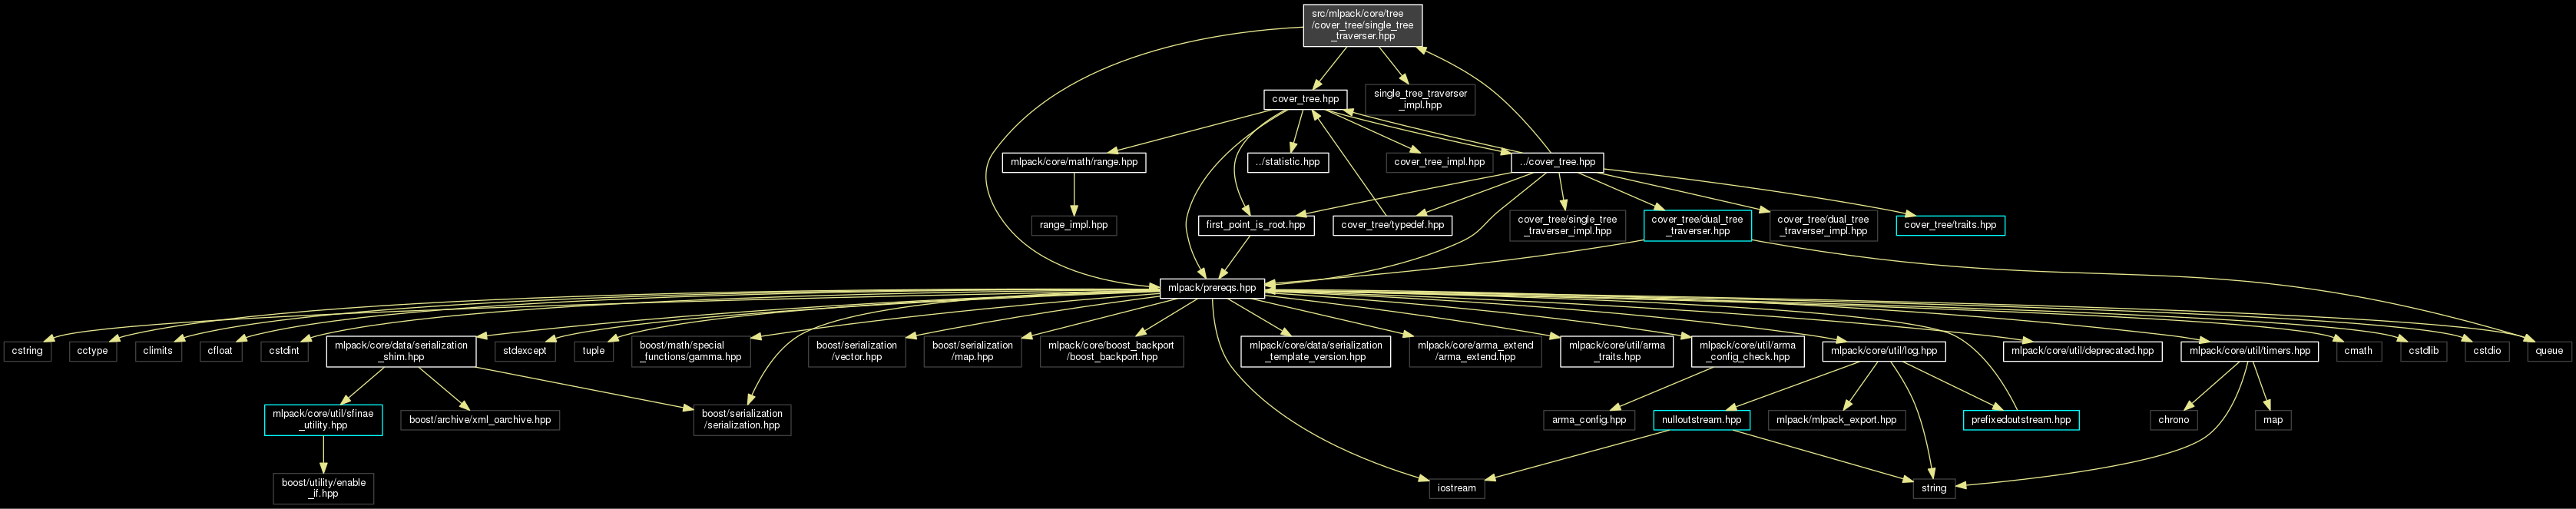 src/mlpack/core/tree
/cover_tree/single_tree
_traverser.hpp
cover_tree.hpp
single_tree_traverser
_impl.hpp
mlpack/core/math/range.hpp
../statistic.hpp
cover_tree_impl.hpp
../cover_tree.hpp
range_impl.hpp
first_point_is_root.hpp
cover_tree/typedef.hpp
cover_tree/single_tree
_traverser_impl.hpp
cover_tree/dual_tree
_traverser.hpp
cover_tree/dual_tree
_traverser_impl.hpp
cover_tree/traits.hpp
mlpack/prereqs.hpp
cstring
cctype
climits
cfloat
cstdint
mlpack/core/data/serialization
_shim.hpp
stdexcept
tuple
boost/math/special
_functions/gamma.hpp
boost/serialization
/vector.hpp
boost/serialization
/map.hpp
mlpack/core/boost_backport
/boost_backport.hpp
mlpack/core/data/serialization
_template_version.hpp
mlpack/core/arma_extend
/arma_extend.hpp
mlpack/core/util/arma
_traits.hpp
mlpack/core/util/arma
_config_check.hpp
mlpack/core/util/log.hpp
mlpack/core/util/deprecated.hpp
mlpack/core/util/timers.hpp
cmath
cstdlib
cstdio
queue
mlpack/core/util/sfinae
_utility.hpp
boost/archive/xml_oarchive.hpp
boost/serialization
/serialization.hpp
arma_config.hpp
nulloutstream.hpp
mlpack/mlpack_export.hpp
prefixedoutstream.hpp
chrono
map
boost/utility/enable
_if.hpp
iostream
string